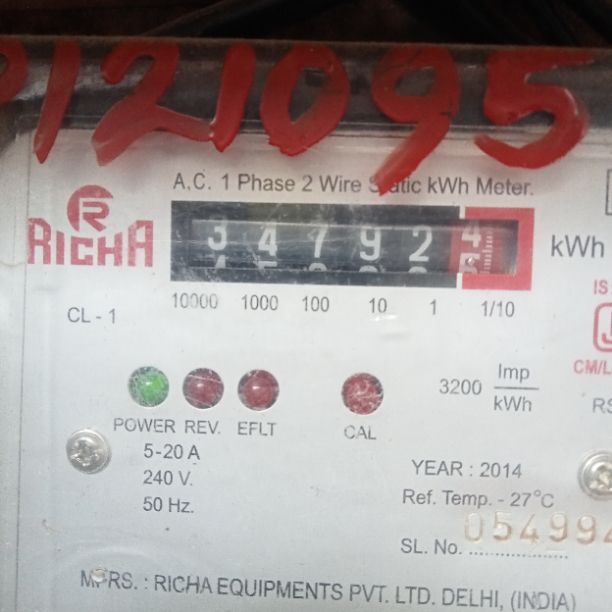 P121095
A.C. 1 Phase 2 Wire Static kWh Meter.
RICHA
3 4 7 9 2 4
kWh
10000 1000 100 10 1 1/10
CL - 1
IS
CM/L
3200 Imp/kWh
RS
POWER REV. EFLT CAL
5-20 A
240 V.
50 Hz.
YEAR : 2014
Ref. Temp. - 27°C
SL. No. 054994
MFRS. : RICHA EQUIPMENTS PVT. LTD. DELHI, (INDIA)